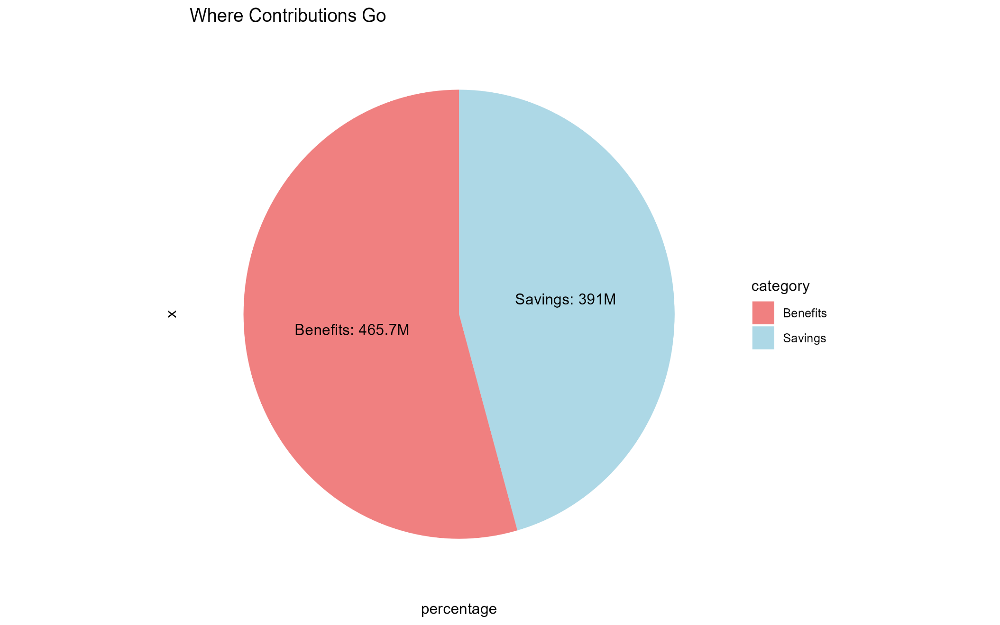 Where Contributions Go
Savings: 391M
Benefits: 465.7M
x
percentage
category
Benefits
Savings